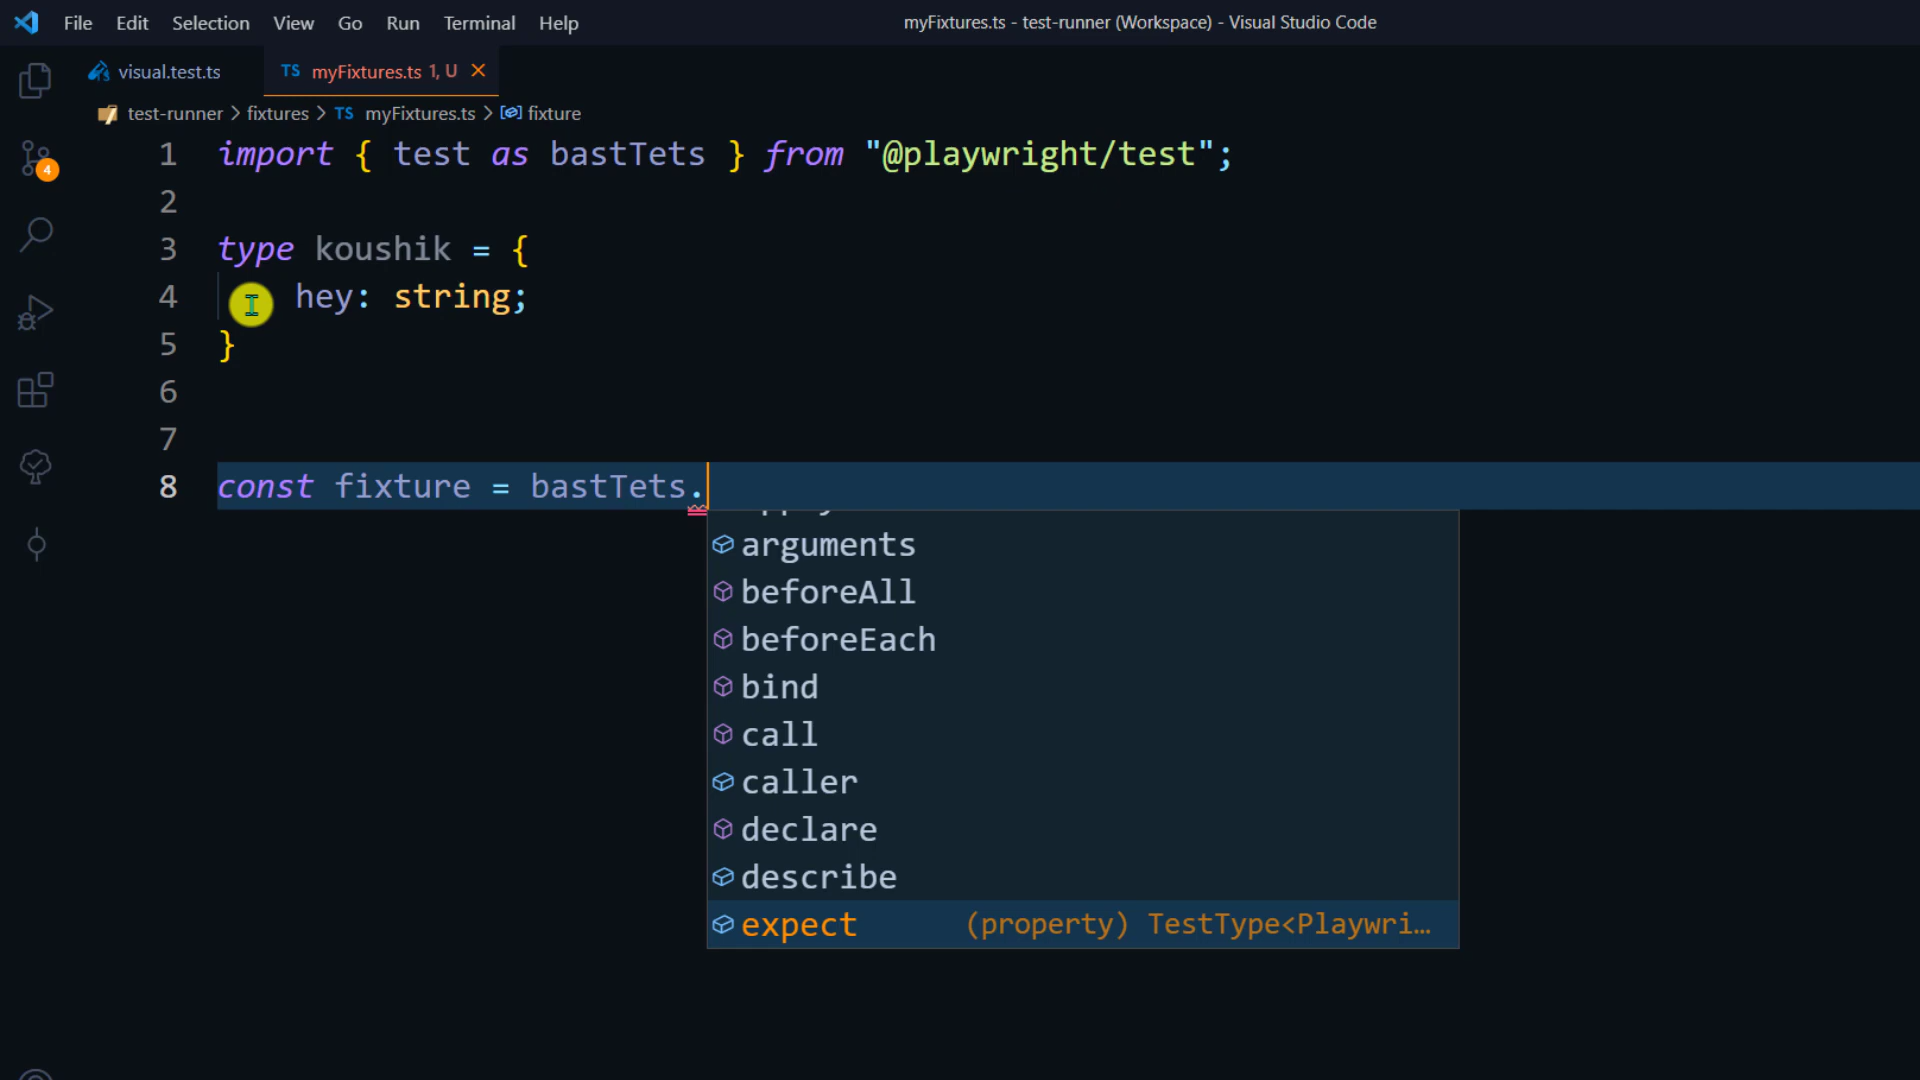 File Edit Selection View Go Run Terminal Help
myFixtures.ts - test-runner (Workspace) - Visual Studio Code
visual.test.ts
TS myFixtures.ts 1, U
test-runner > fixtures > TS myFixtures.ts > fixture
4
1 import { test as bastTets } from "@playwright/test";
2
3 type koushik = {
4 hey: string;
5 }
6
7
8 const fixture = bastTets.
arguments
beforeAll
beforeEach
bind
call
caller
declare
describe
expect (property) TestType<Playwri…